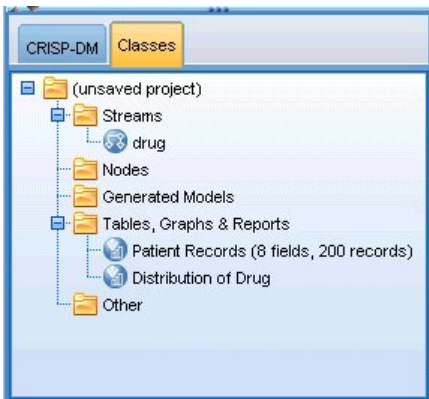 CRISP-DM Classes
(unsaved project)
Streams
drug
Nodes
Generated Models
Tables, Graphs & Reports
Patient Records (8 fields, 200 records)
Distribution of Drug
Other